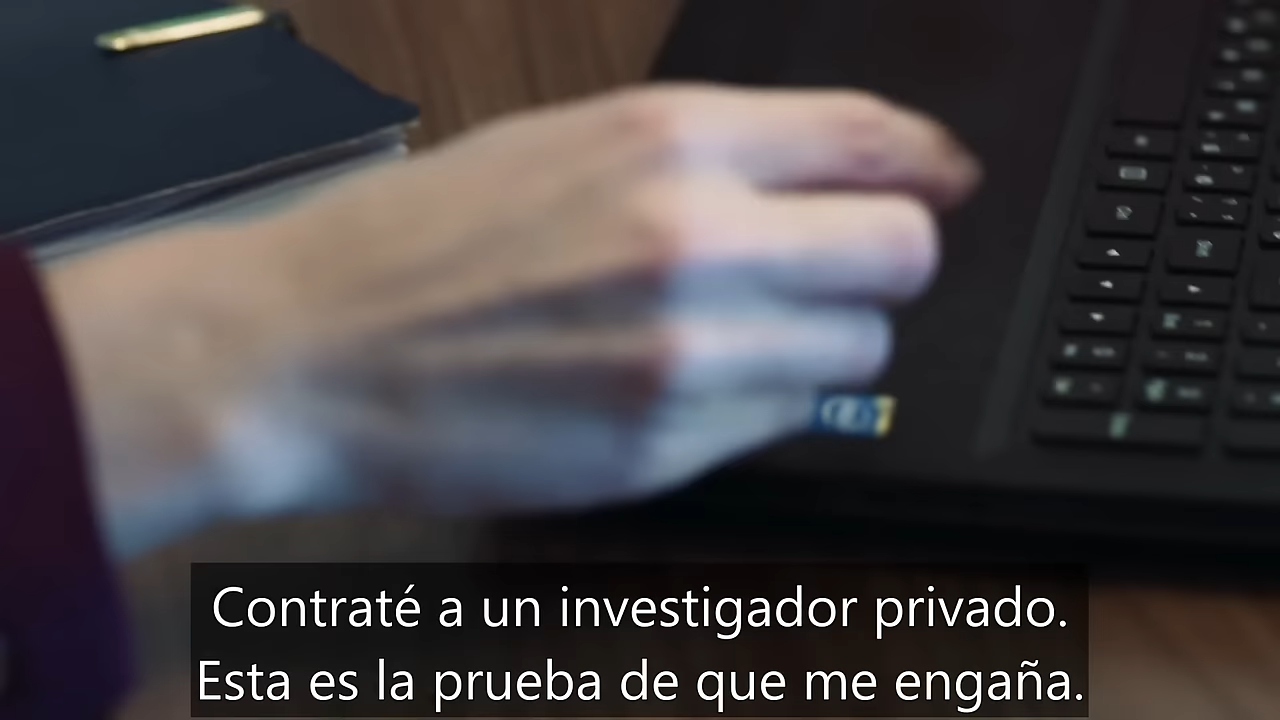 Contraté a un investigador privado.
Esta es la prueba de que me engaña.